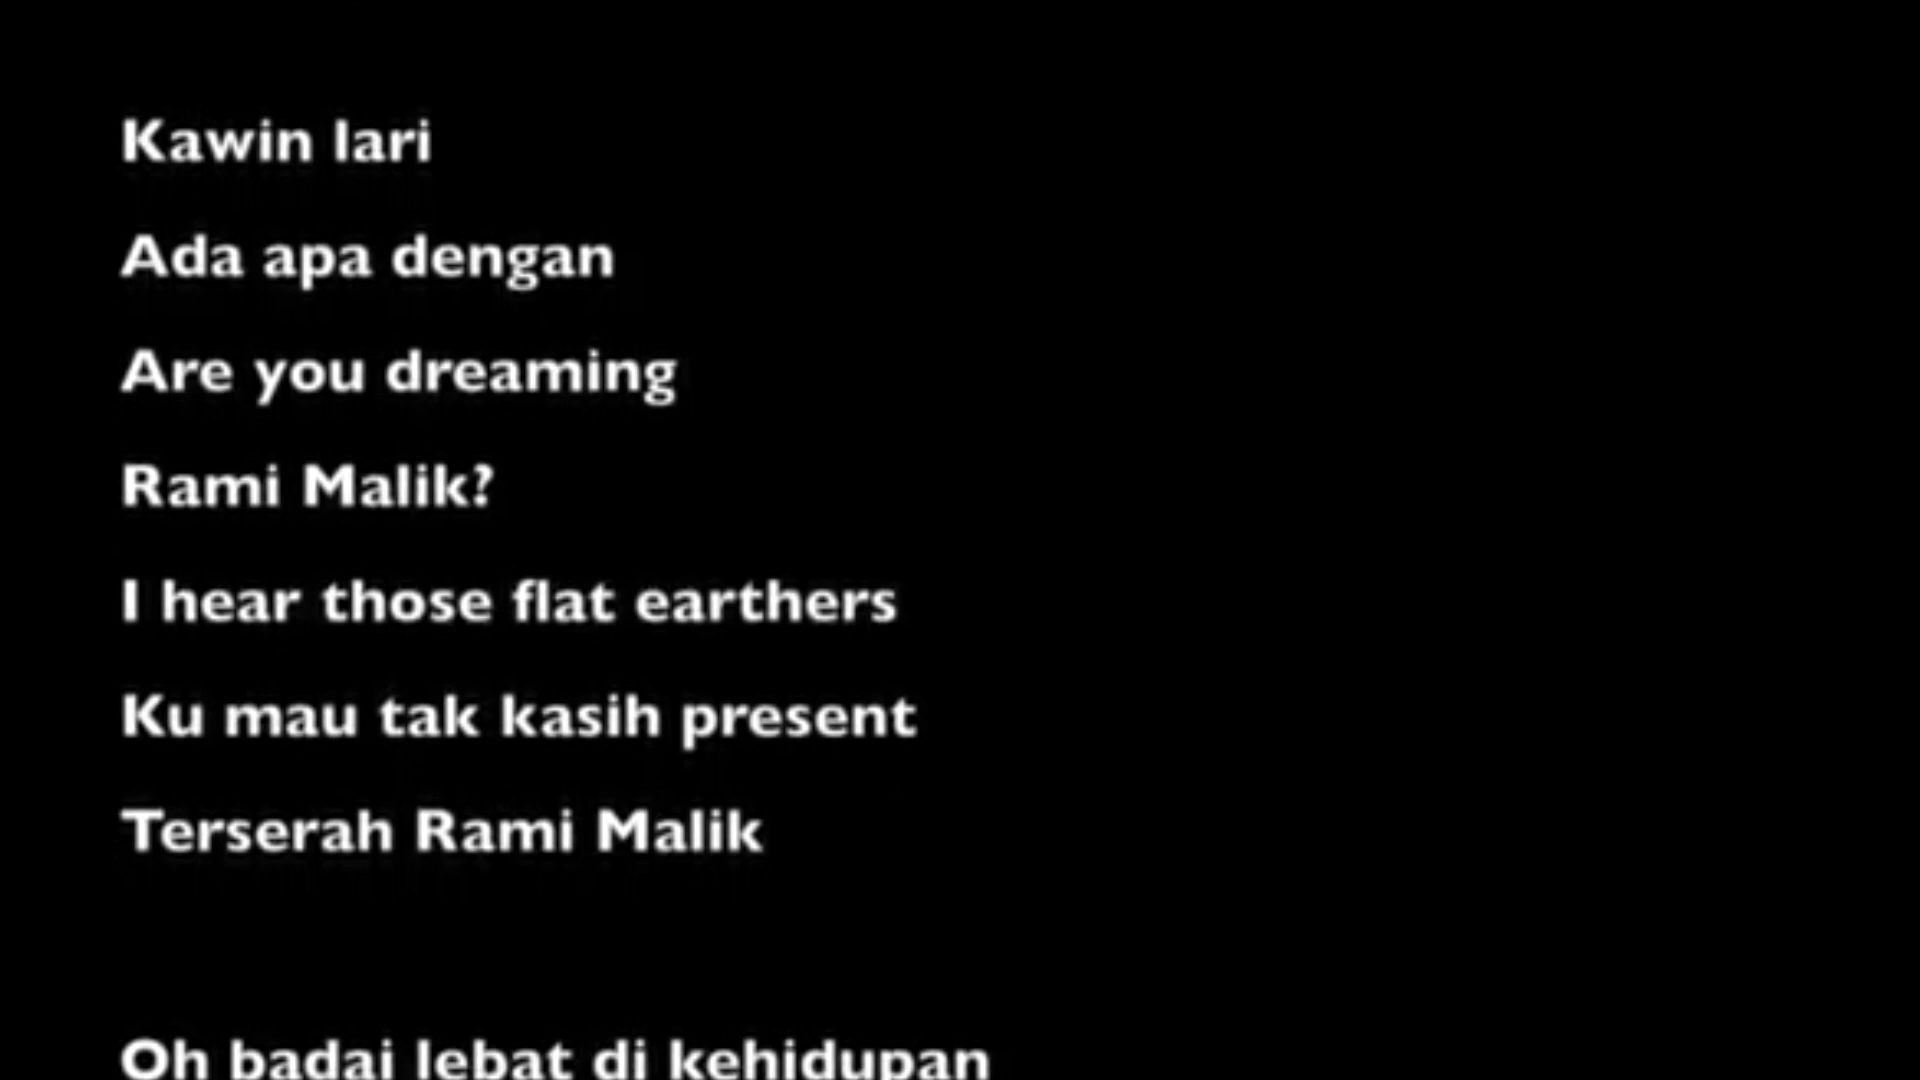 Kawin lari
Ada apa dengan
Are you dreaming
Rami Malik?
I hear those flat earthers
Ku mau tak kasih present
Terserah Rami Malik
Oh badai lebat di kehidupan